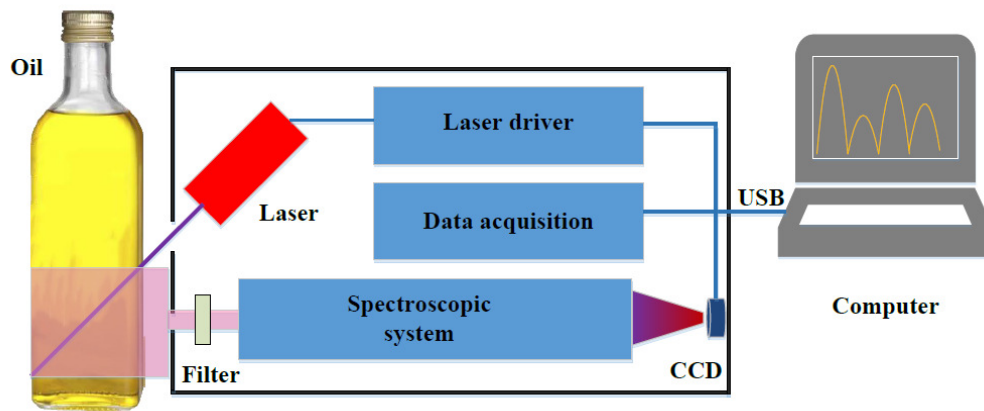 Oil
Laser driver
Laser
Data acquisition
USB
Spectroscopic
system
Computer
Filter
CCD